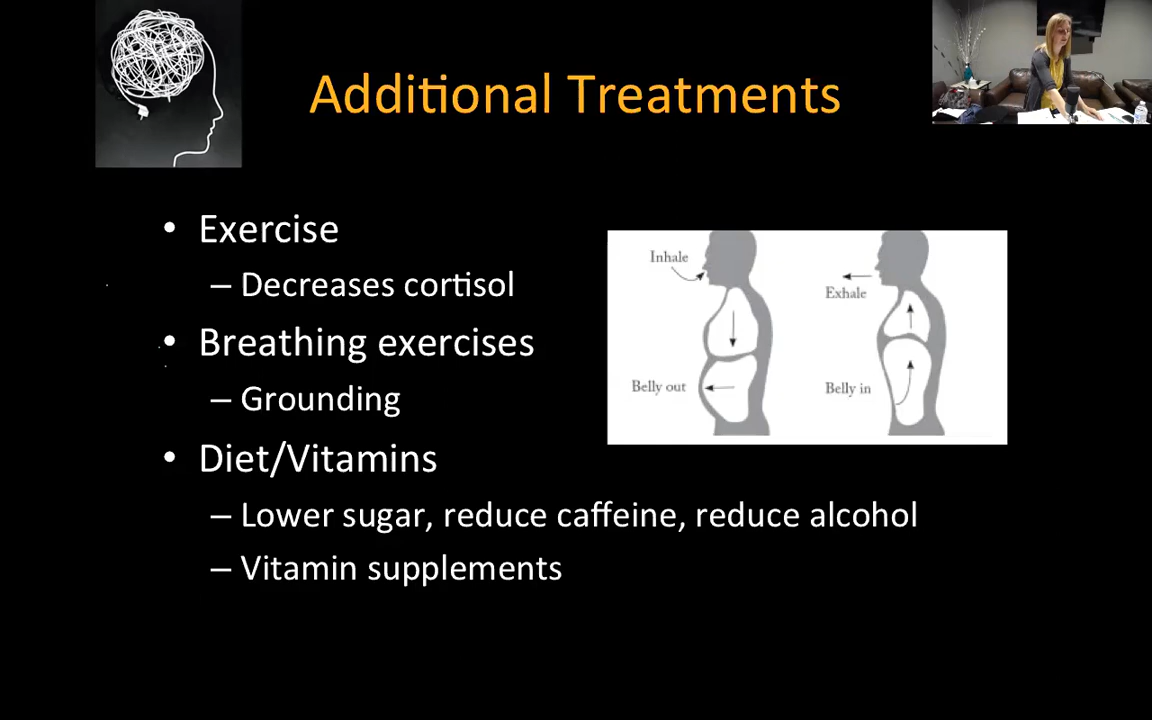 Additional Treatments
• Exercise
– Decreases cortisol
• Breathing exercises
– Grounding
• Diet/Vitamins
– Lower sugar, reduce caffeine, reduce alcohol
– Vitamin supplements
Inhale
Belly out
Exhale
Belly in